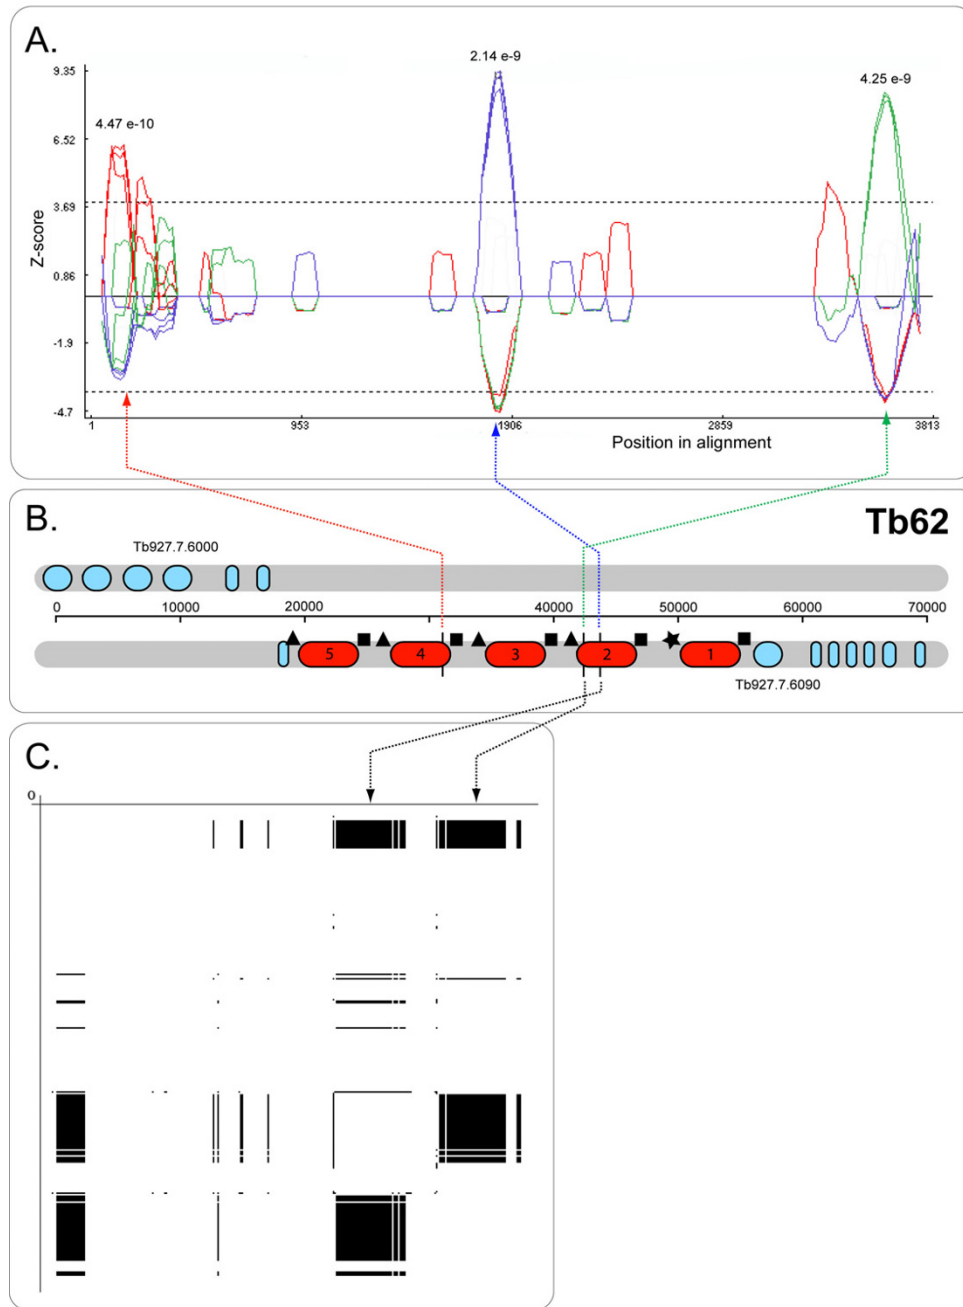 A.
2.14 e-9
4.25 e-9
4.47 e-10
9.35
6.52
3.69
0.86
-1.9
-4.7
Z-score
1 953 1906 2859 3813
Position in alignment
B.
Tb62
Tb927.7.6000
0 10000 20000 40000 50000 60000 70000
5 4 3 2 1
Tb927.7.6090
C.
0